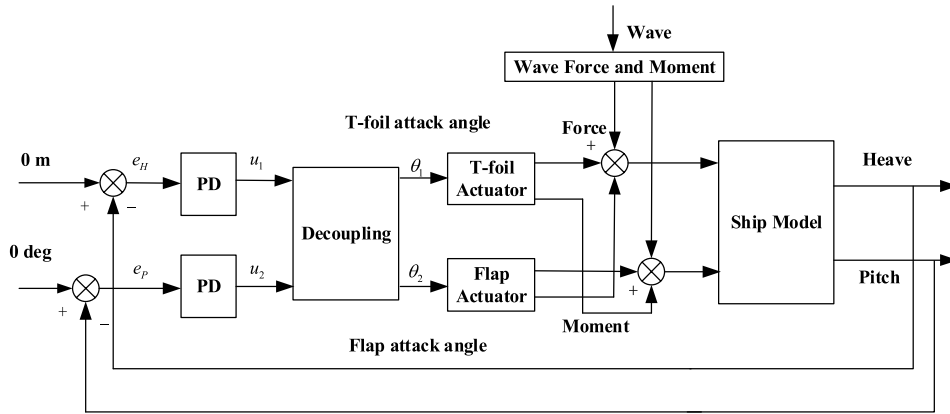 Wave
Wave Force and Moment
T-foil attack angle
Force
+
0 m
e_H
u_1
θ_1
PD
T-foil
Actuator
Heave
+
−
Decoupling
Ship Model
0 deg
e_P
u_2
θ_2
PD
Flap
Actuator
Pitch
+
−
+
Moment
Flap attack angle